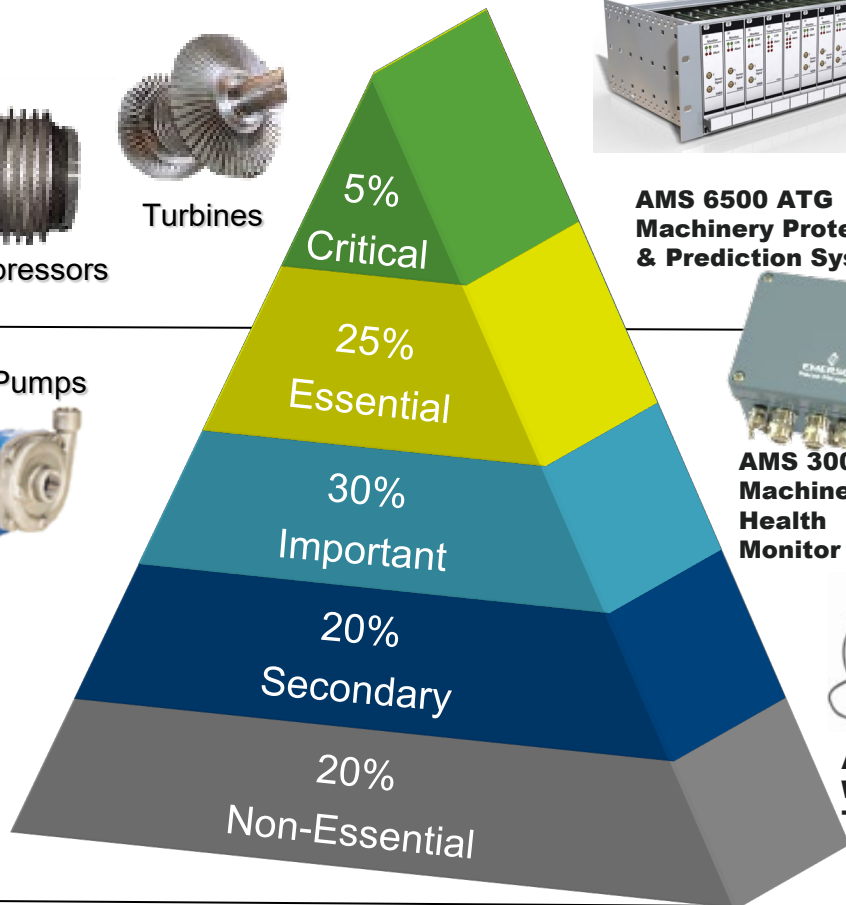 5%
Critical
Turbines
pressors
AMS 6500 ATG
Machinery Prote
& Prediction Sys
25%
Essential
Pumps
30%
Important
AMS 300
Machine
Health
Monitor
20%
Secondary
20%
Non-Essential